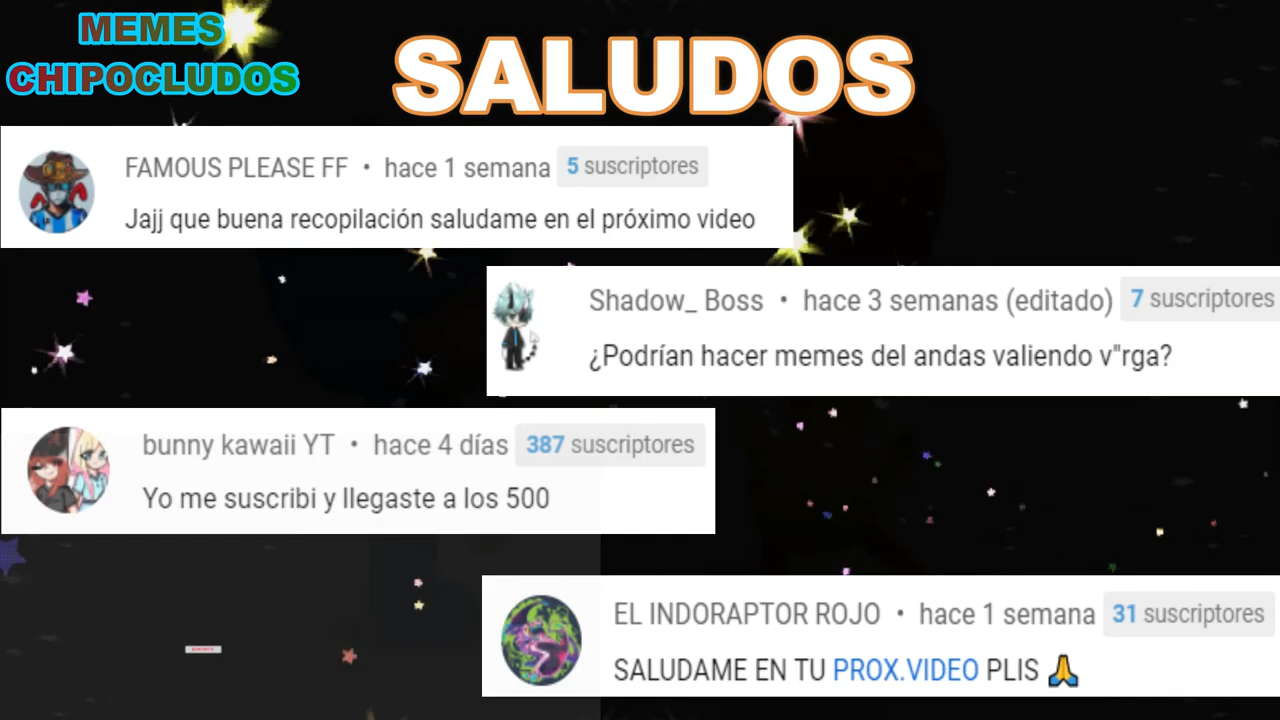 MEMES
CHIPOCLUDOS
SALUDOS
FAMOUS PLEASE FF • hace 1 semana 5 suscriptores
Jajj que buena recopilación saludame en el próximo video
Shadow_ Boss • hace 3 semanas (editado) 7 suscriptores
¿Podrían hacer memes del andas valiendo v"rga?
bunny kawaii YT • hace 4 días 387 suscriptores
Yo me suscribi y llegaste a los 500
EL INDORAPTOR ROJO • hace 1 semana 31 suscriptores
SALUDAME EN TU PROX.VIDEO PLIS 🙏